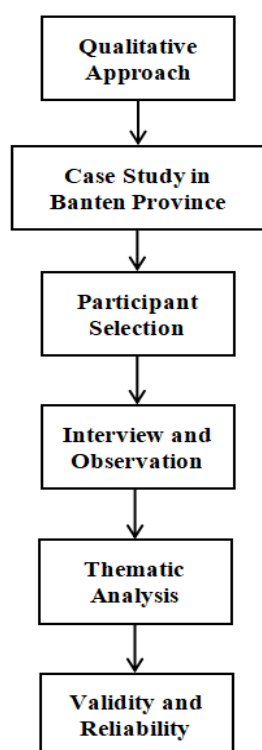 Qualitative
Approach
Case Study in
Banten Province
Participant
Selection
Interview and
Observation
Thematic
Analysis
Validity and
Reliability